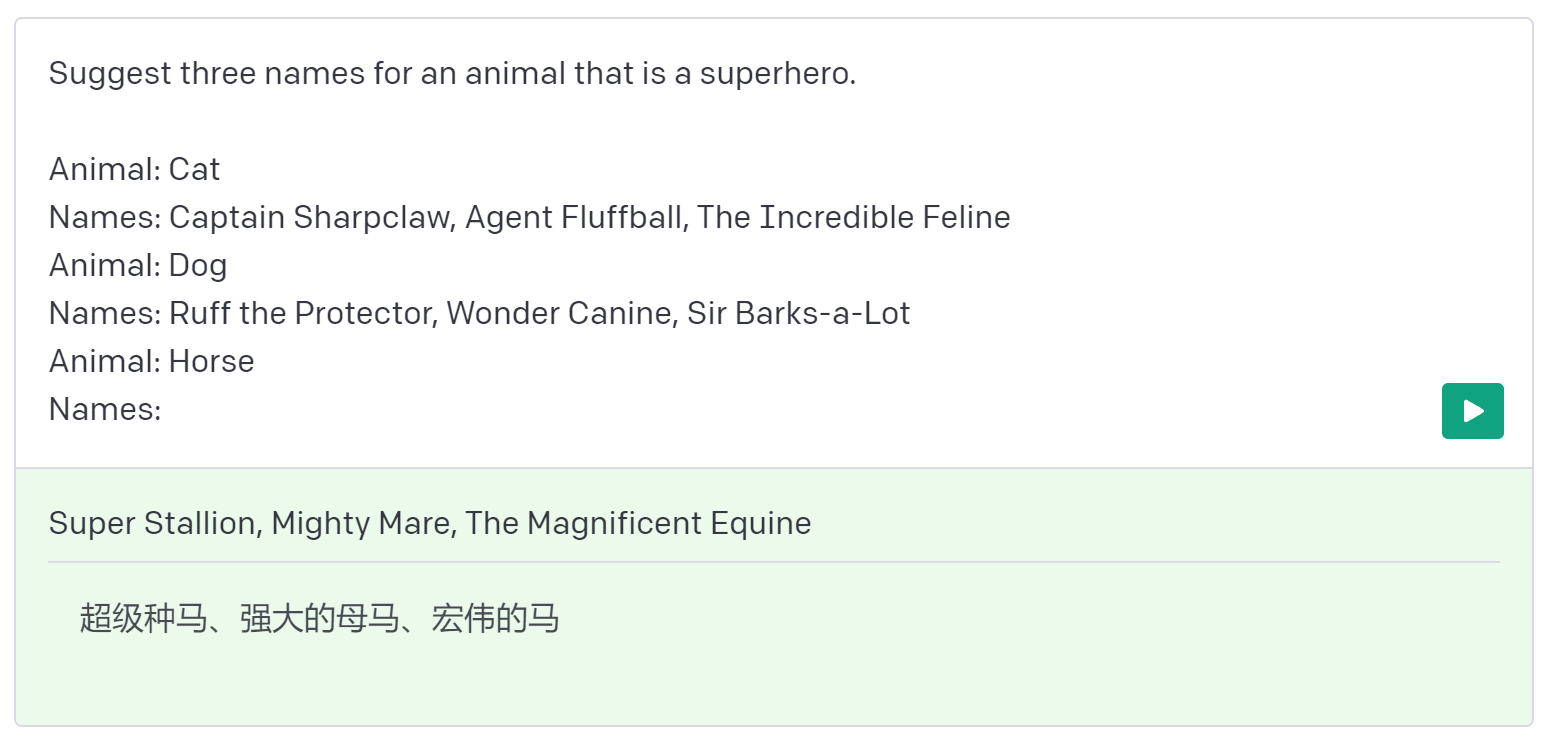 Suggest three names for an animal that is a superhero.
Animal: Cat
Names: Captain Sharpclaw, Agent Fluffball, The Incredible Feline
Animal: Dog
Names: Ruff the Protector, Wonder Canine, Sir Barks-a-Lot
Animal: Horse
Names:
Super Stallion, Mighty Mare, The Magnificent Equine
超级种马、强大的母马、宏伟的马